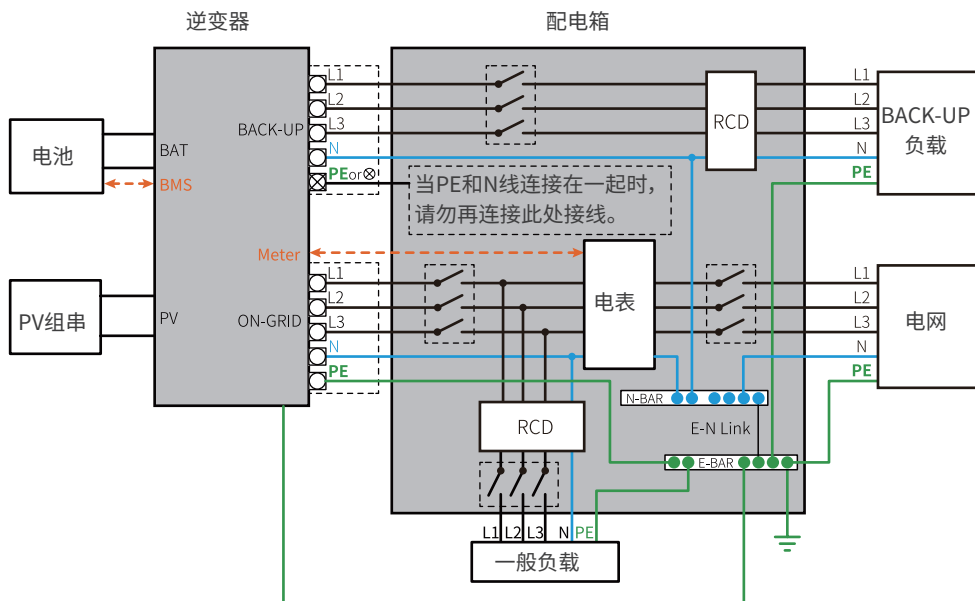 逆变器
配电箱
电池
BAT
BMS
BACK-UP
L1
L2
L3
N
PEor⊗
RCD
L1
L2
L3
N
PE
BACK-UP
负载
当PE和N线连接在一起时，
请勿再连接此处接线。
Meter
PV组串
PV
ON-GRID
L1
L2
L3
N
PE
电表
L1
L2
L3
N
PE
电网
N-BAR
E-N Link
E-BAR
RCD
L1 L2 L3 N PE
一般负载